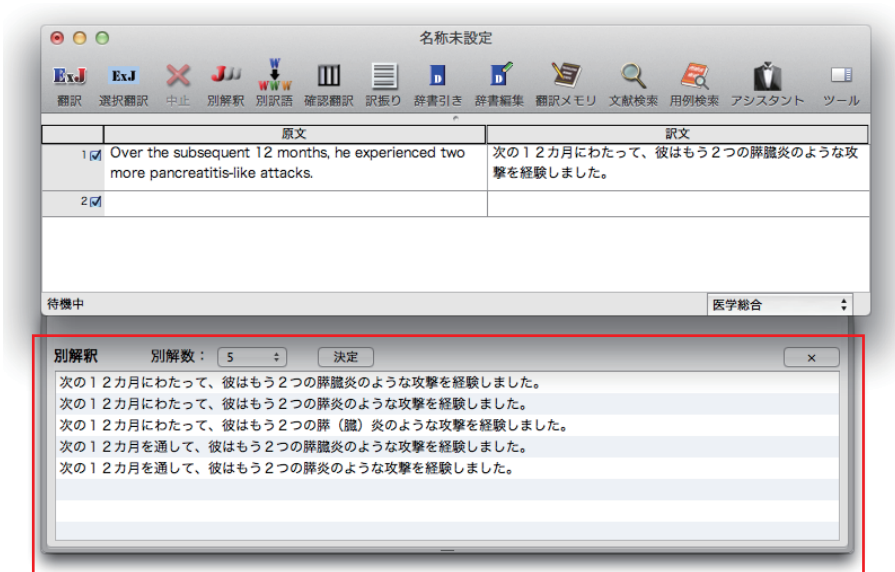 名称未設定
ExJ ExJ J W WWW D D
翻訳 選択翻訳 中止 別解釈 別訳語 確認翻訳 訳振り 辞書引き 辞書編集 翻訳メモリ 文献検索 用例検索 アシスタント ツール
原文 訳文
1 Over the subsequent 12 months, he experienced two 次の12カ月にわたって、彼はもう2つの膵臓炎のような攻
more pancreatitis-like attacks. 撃を経験しました。
2
待機中 医学総合
別解釈 別解数： 5 決定 ×
次の12カ月にわたって、彼はもう2つの膵臓炎のような攻撃を経験しました。
次の12カ月にわたって、彼はもう2つの膵炎のような攻撃を経験しました。
次の12カ月にわたって、彼はもう2つの膵（臓）炎のような攻撃を経験しました。
次の12カ月を通して、彼はもう2つの膵臓炎のような攻撃を経験しました。
次の12カ月を通して、彼はもう2つの膵炎のような攻撃を経験しました。